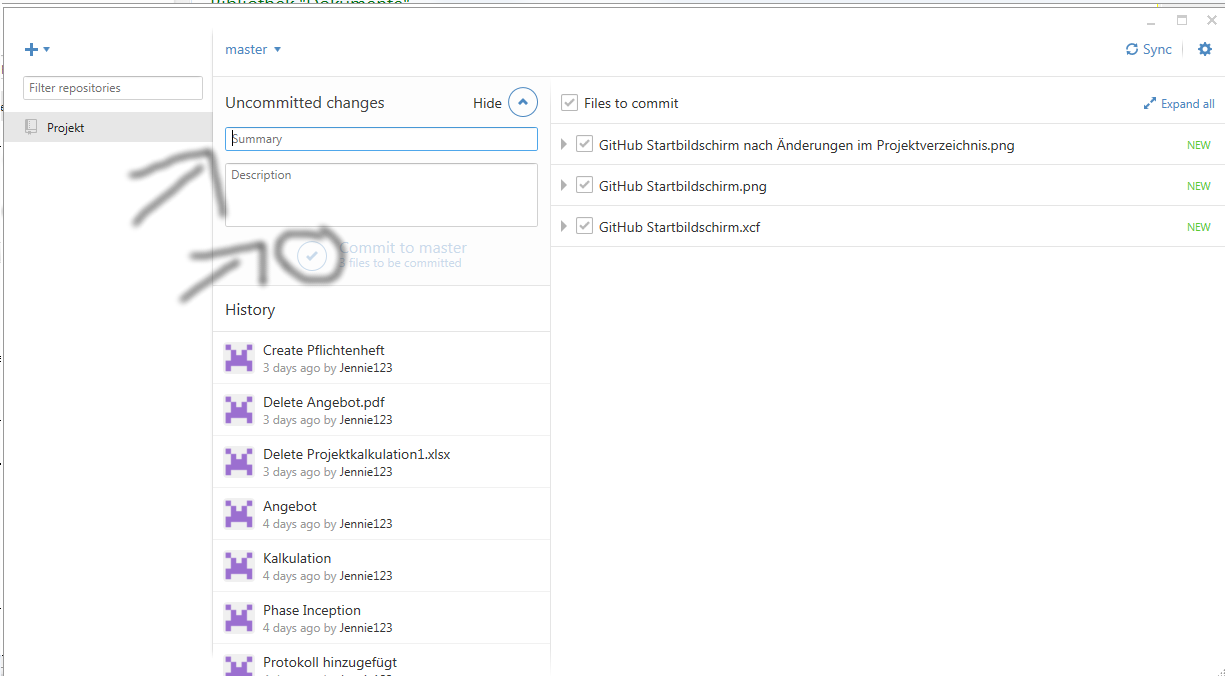 Bibliothek "Dokumente"
master
Sync
Filter repositories
Projekt
Uncommitted changes
Hide
Summary
Description
Commit to master
3 files to be committed
Files to commit
Expand all
GitHub Startbildschirm nach Änderungen im Projektverzeichnis.png
NEW
GitHub Startbildschirm.png
NEW
GitHub Startbildschirm.xcf
NEW
History
Create Pflichtenheft
3 days ago by Jennie123
Delete Angebot.pdf
3 days ago by Jennie123
Delete Projektkalkulation1.xlsx
3 days ago by Jennie123
Angebot
4 days ago by Jennie123
Kalkulation
4 days ago by Jennie123
Phase Inception
4 days ago by Jennie123
Protokoll hinzugefügt